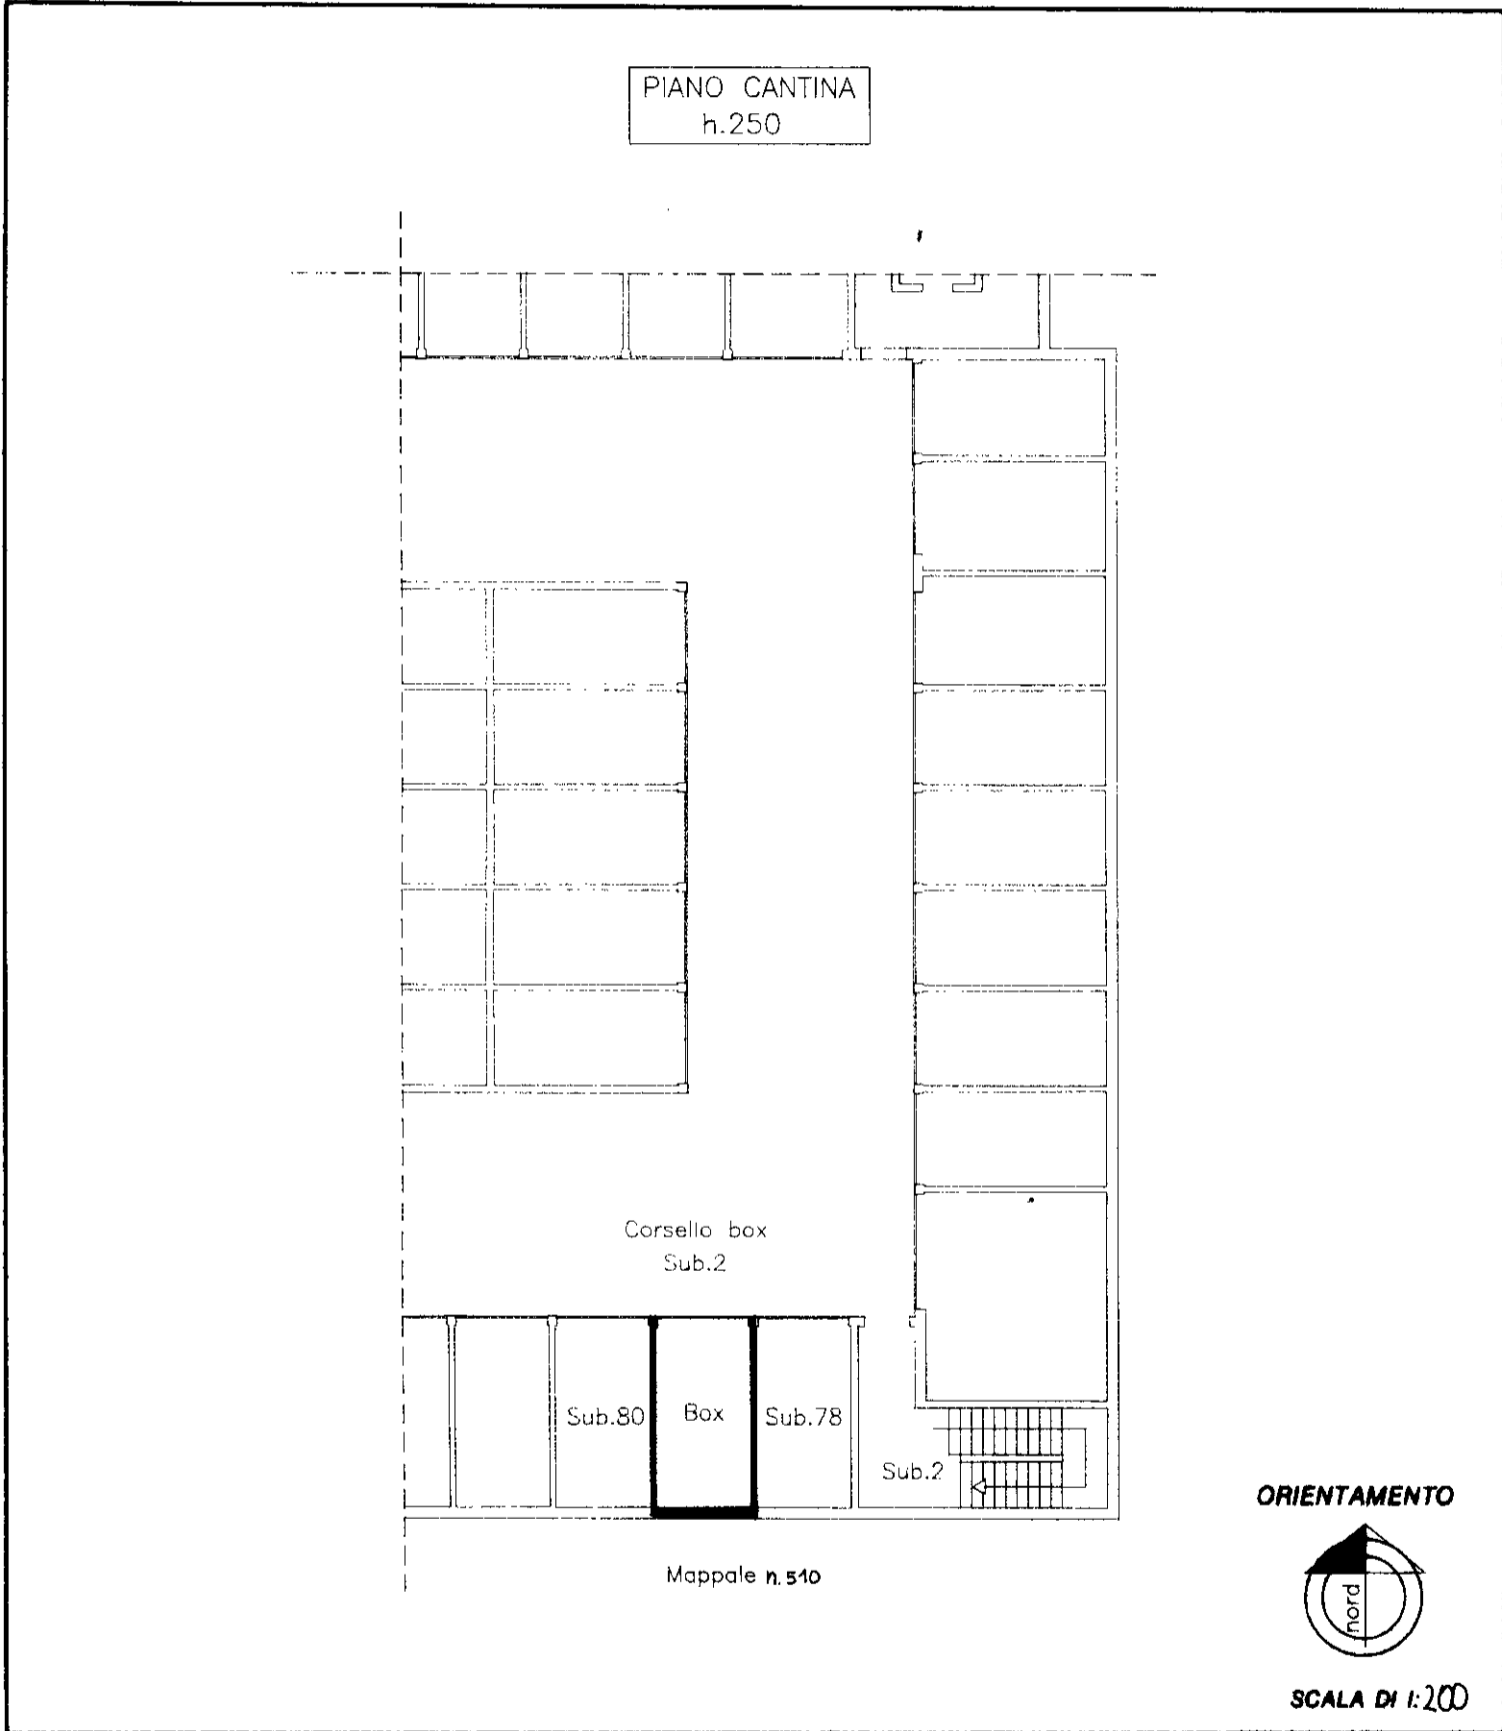 PIANO CANTINA
h.250
Corsello box
Sub.2
Sub.80
Box
Sub.78
Sub.2
Mappale n.510
ORIENTAMENTO
nord
SCALA DI 1:200